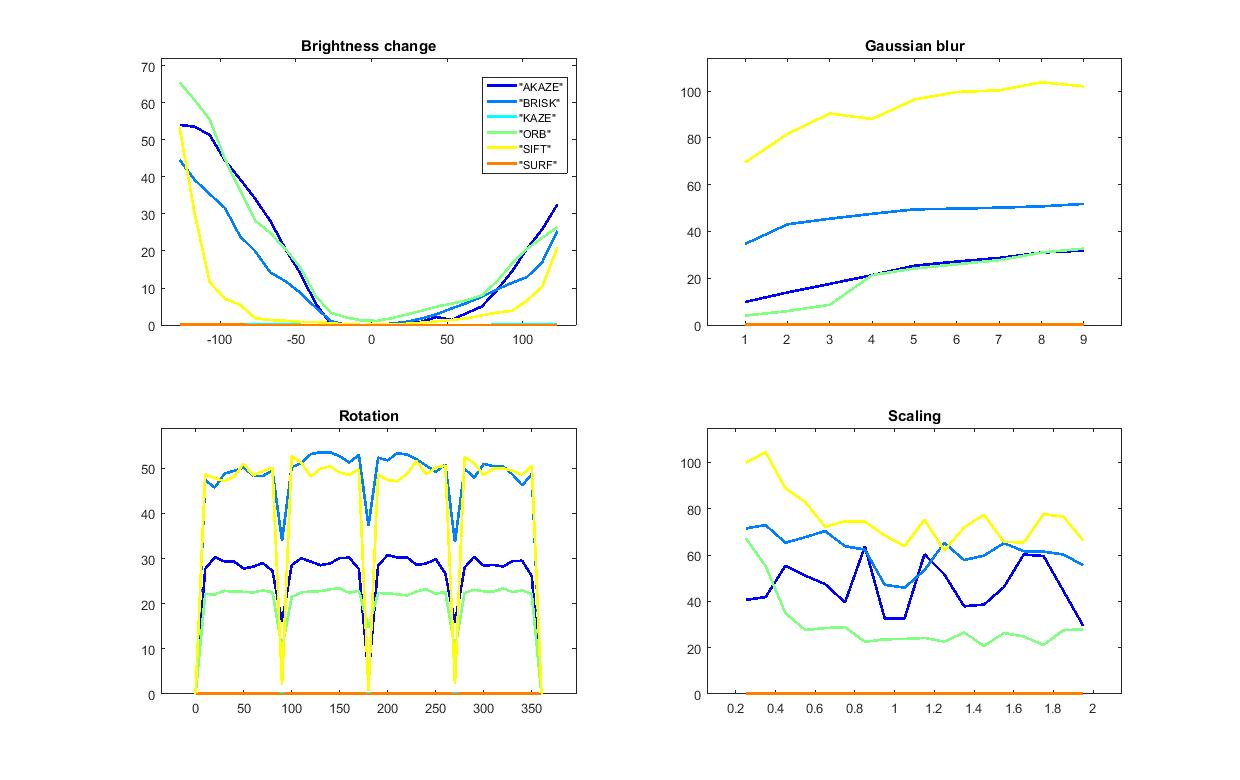 Brightness change
70
60
50
40
30
20
10
0
-100 -50 0 50 100
"AKAZE"
"BRISK"
"KAZE"
"ORB"
"SIFT"
"SURF"
Gaussian blur
100
80
60
40
20
0
1 2 3 4 5 6 7 8 9
Rotation
50
40
30
20
10
0
0 50 100 150 200 250 300 350
Scaling
100
80
60
40
20
0
0.2 0.4 0.6 0.8 1 1.2 1.4 1.6 1.8 2